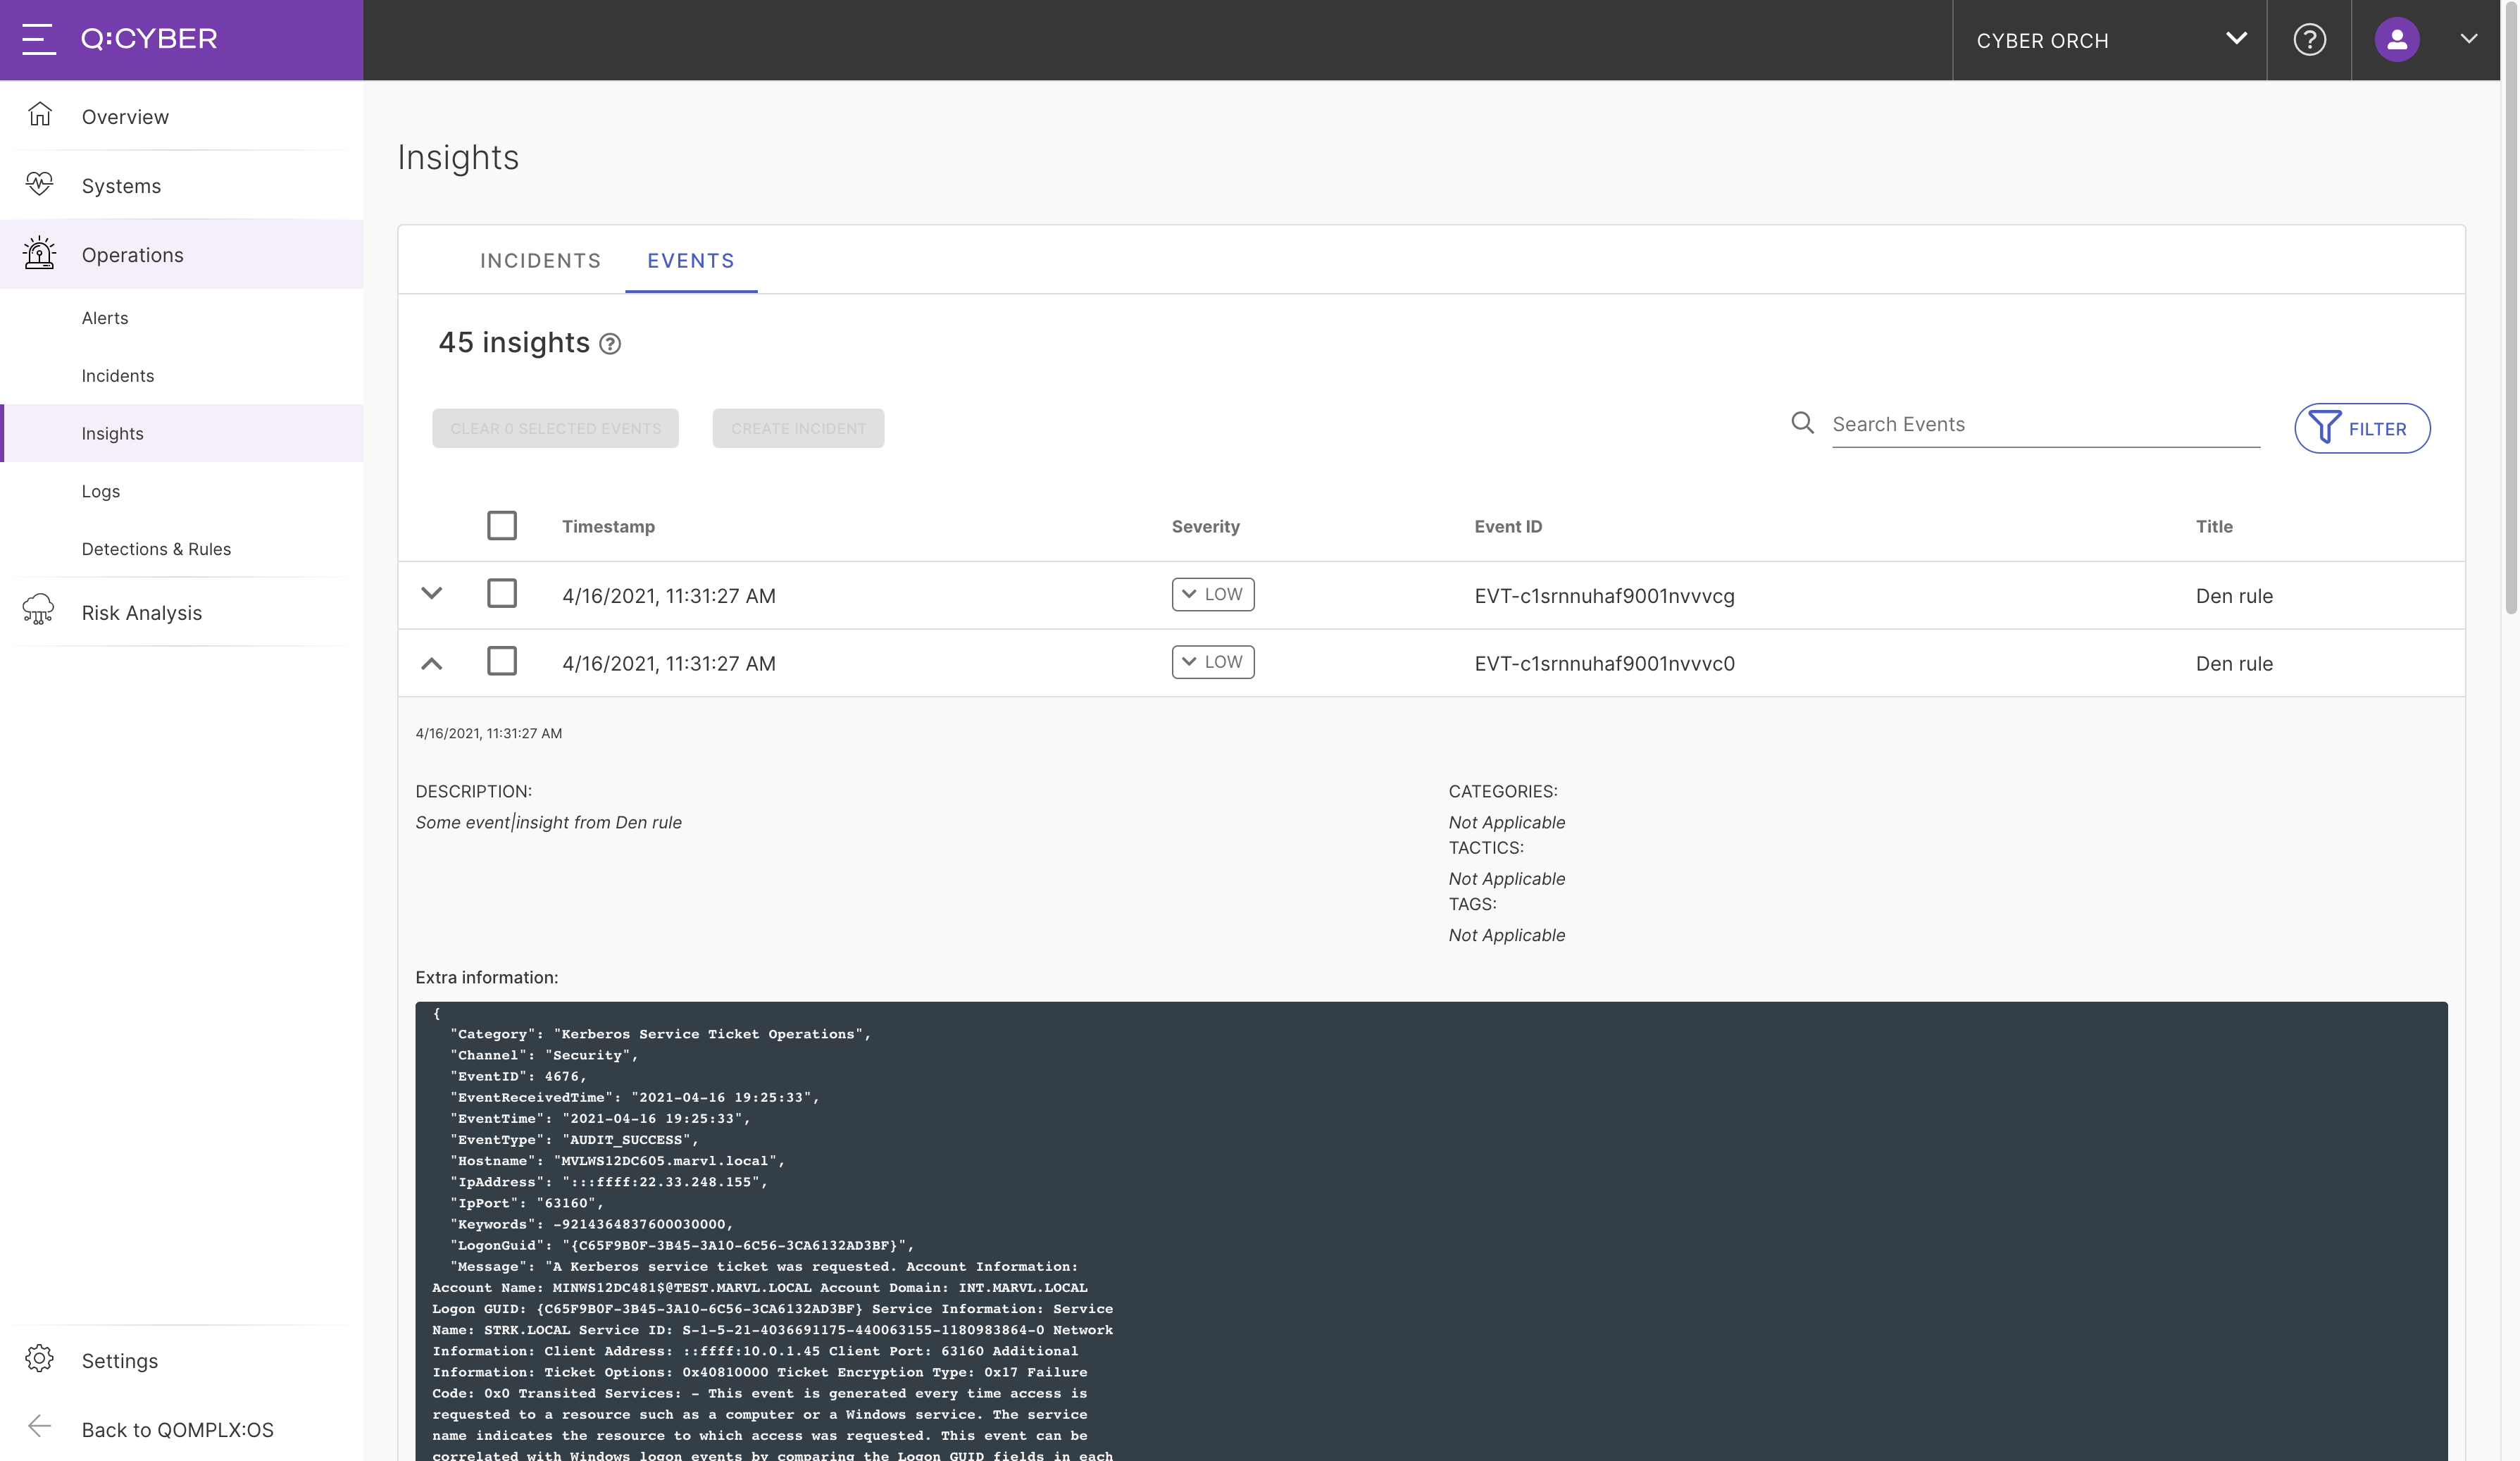 Q:CYBER
CYBER ORCH
Overview
Systems
Operations
Alerts
Incidents
Insights
Logs
Detections & Rules
Risk Analysis
Settings
Back to QOMPLX:OS
Insights
INCIDENTS EVENTS
45 insights
CLEAR 0 SELECTED EVENTS CREATE INCIDENT Search Events FILTER
Timestamp Severity Event ID Title
4/16/2021, 11:31:27 AM LOW EVT-c1srnnuhaf9001nvvvcg Den rule
4/16/2021, 11:31:27 AM LOW EVT-c1srnnuhaf9001nvvvc0 Den rule
4/16/2021, 11:31:27 AM
DESCRIPTION:
Some event|insight from Den rule
CATEGORIES:
Not Applicable
TACTICS:
Not Applicable
TAGS:
Not Applicable
Extra information:
{
"Category": "Kerberos Service Ticket Operations",
"Channel": "Security",
"EventID": 4676,
"EventReceivedTime": "2021-04-16 19:25:33",
"EventTime": "2021-04-16 19:25:33",
"EventType": "AUDIT_SUCCESS",
"Hostname": "MVLWS12DC605.marvl.local",
"IpAddress": ":::ffff:22.33.248.155",
"IpPort": "63160",
"Keywords": -9214364837600030000,
"LogonGuid": "{C65F9B0F-3B45-3A10-6C56-3CA6132AD3BF}",
"Message": "A Kerberos service ticket was requested. Account Information:
Account Name: MINWS12DC481$@TEST.MARVL.LOCAL Account Domain: INT.MARVL.LOCAL
Logon GUID: {C65F9B0F-3B45-3A10-6C56-3CA6132AD3BF} Service Information: Service
Name: STRK.LOCAL Service ID: S-1-5-21-4036691175-440063155-1180983864-0 Network
Information: Client Address: ::ffff:10.0.1.45 Client Port: 63160 Additional
Information: Ticket Options: 0x40810000 Ticket Encryption Type: 0x17 Failure
Code: 0x0 Transited Services: - This event is generated every time access is
requested to a resource such as a computer or a Windows service. The service
name indicates the resource to which access was requested. This event can be
correlated with Windows logon events by comparing the Logon GUID fields in each